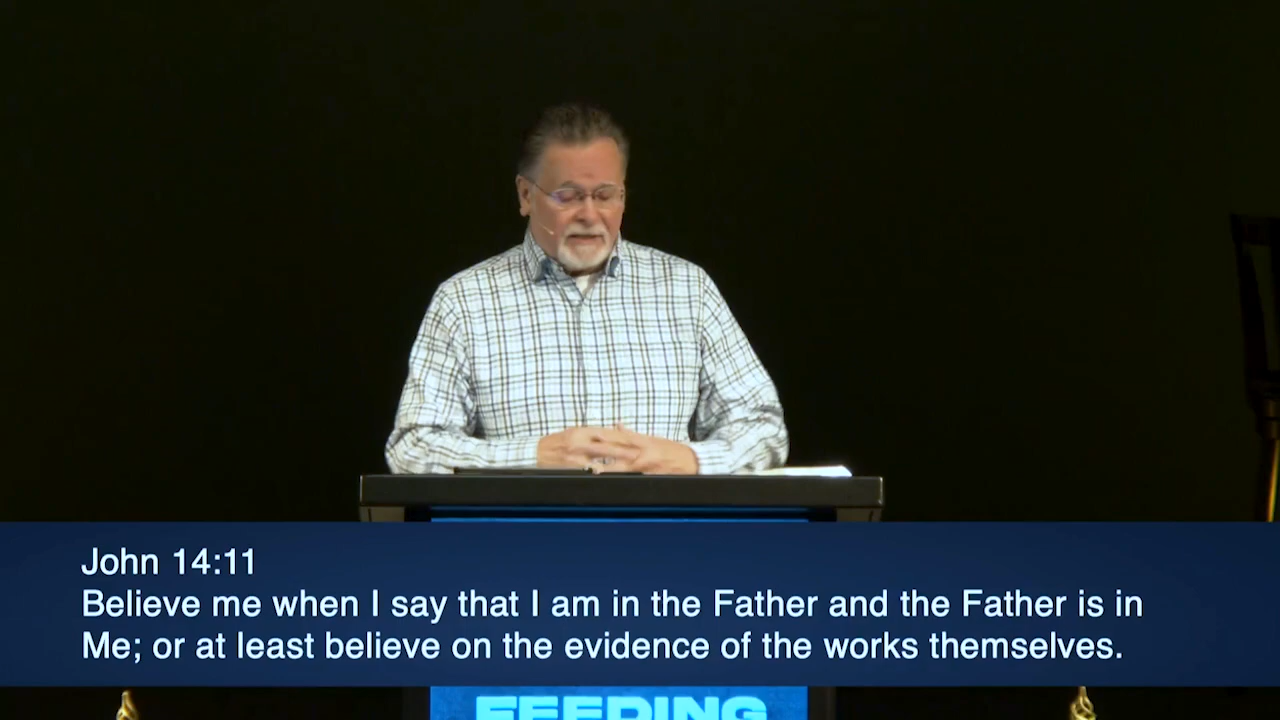 John 14:11
Believe me when I say that I am in the Father and the Father is in
Me; or at least believe on the evidence of the works themselves.
FEEDING